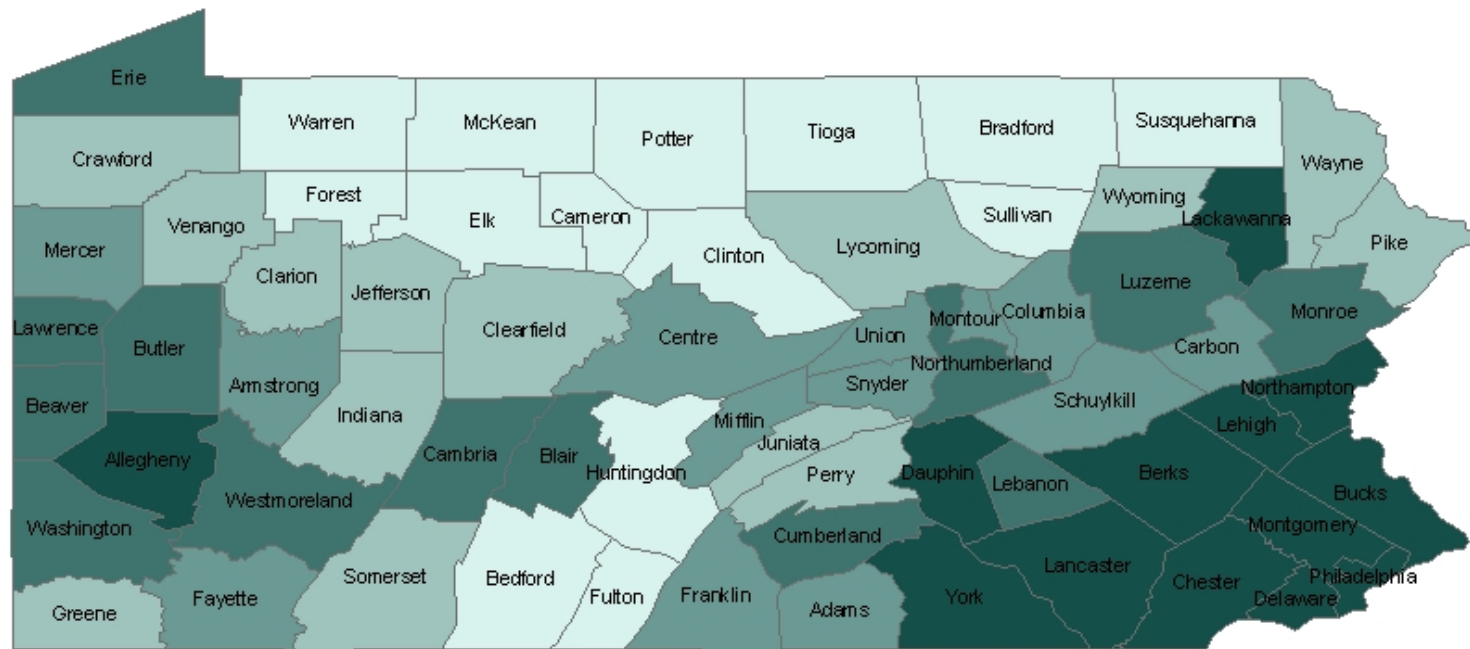 Erie
Warren
McKean
Potter
Tioga
Bradford
Susquehanna
Crawford
Wayne
Forest
Venango
Elk
Cameron
Sullivan
Wyoming
Lackawanna
Mercer
Clarion
Jefferson
Clinton
Lycoming
Pike
Lawrence
Butler
Clearfield
Centre
Union
Montour
Columbia
Luzerne
Monroe
Beaver
Armstrong
Indiana
Snyder
Northumberland
Carbon
Schuylkill
Northampton
Mifflin
Juniata
Lehigh
Allegheny
Cambria
Blair
Huntingdon
Perry
Dauphin
Lebanon
Berks
Bucks
Washington
Westmoreland
Cumberland
Montgomery
Greene
Fayette
Somerset
Bedford
Fulton
Franklin
Adams
York
Lancaster
Chester
Delaware
Philadelphia